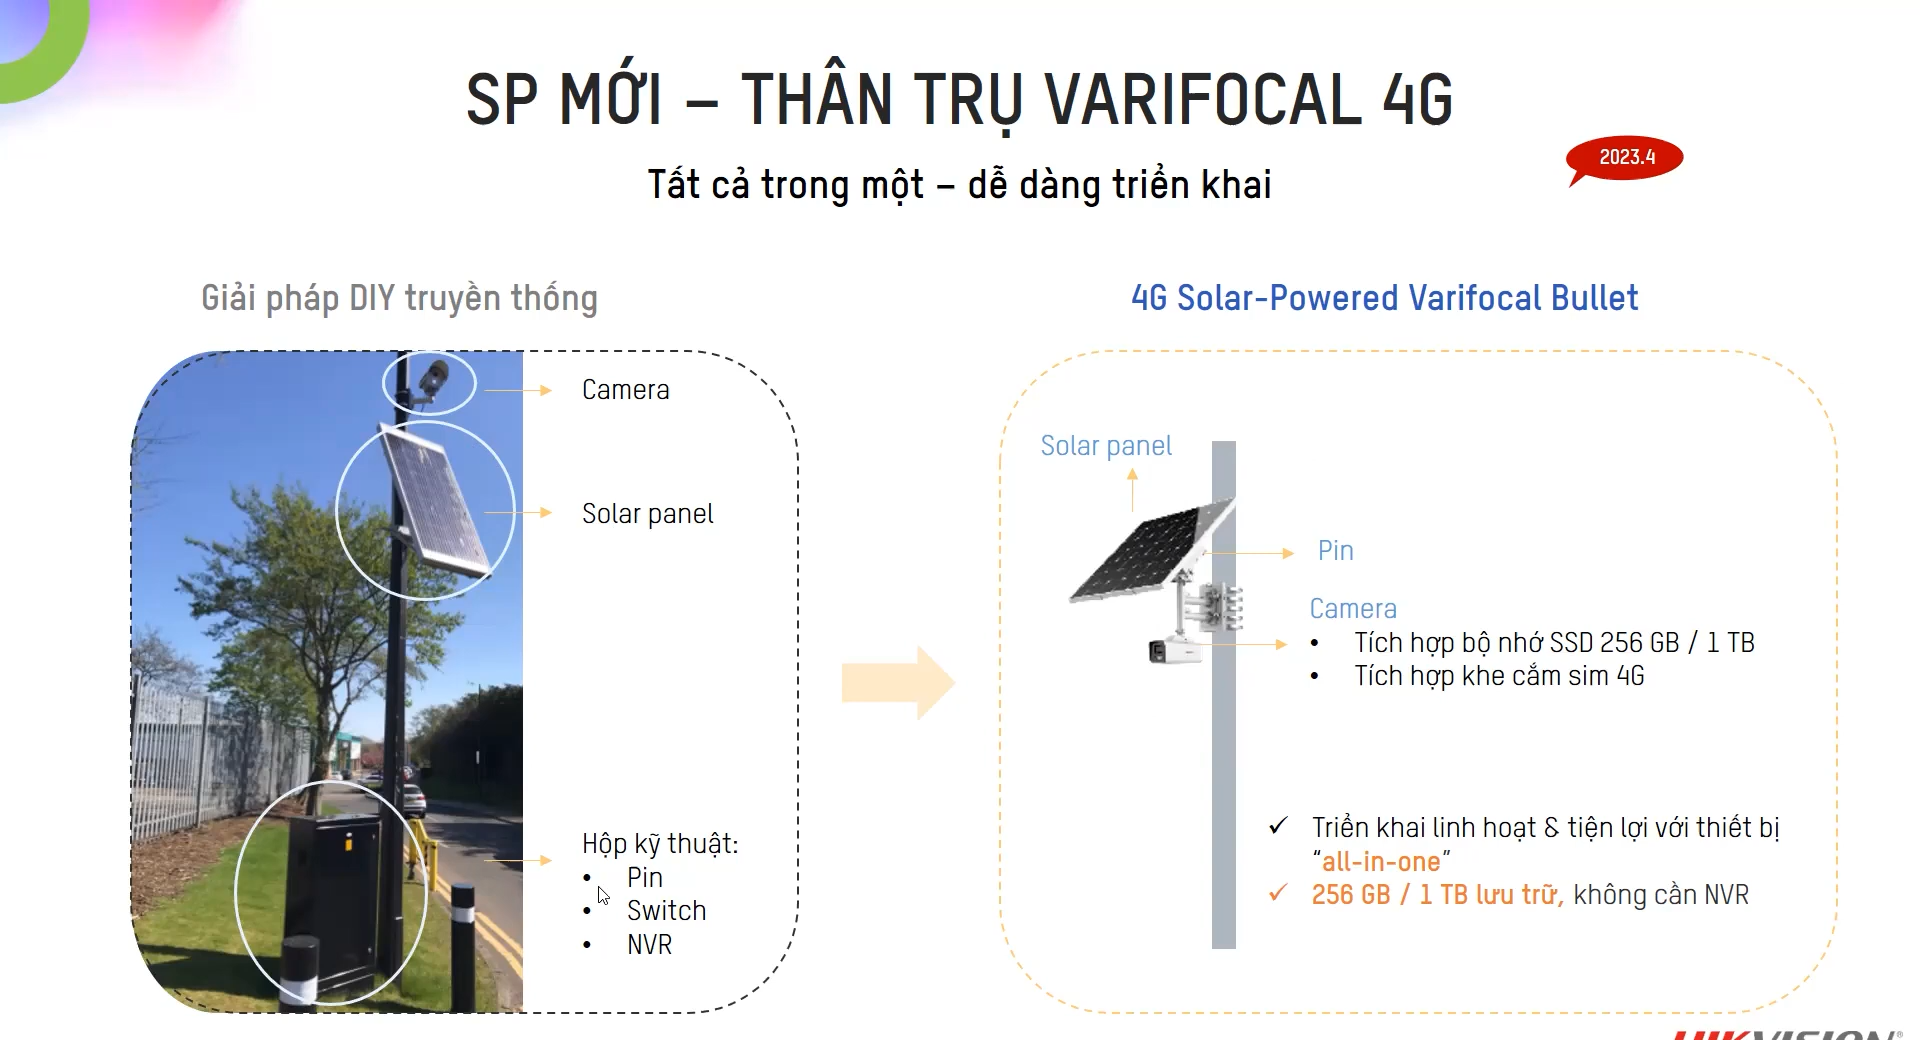 SP MỚI – THÂN TRỤ VARIFOCAL 4G
2023.4
Tất cả trong một – dễ dàng triển khai
Giải pháp DIY truyền thống
Camera
Solar panel
Hộp kỹ thuật:
• Pin
• Switch
• NVR
4G Solar-Powered Varifocal Bullet
Solar panel
Pin
Camera
• Tích hợp bộ nhớ SSD 256 GB / 1 TB
• Tích hợp khe cắm sim 4G
✓ Triển khai linh hoạt & tiện lợi với thiết bị
“all-in-one”
✓ 256 GB / 1 TB lưu trữ, không cần NVR
HIKVISION®